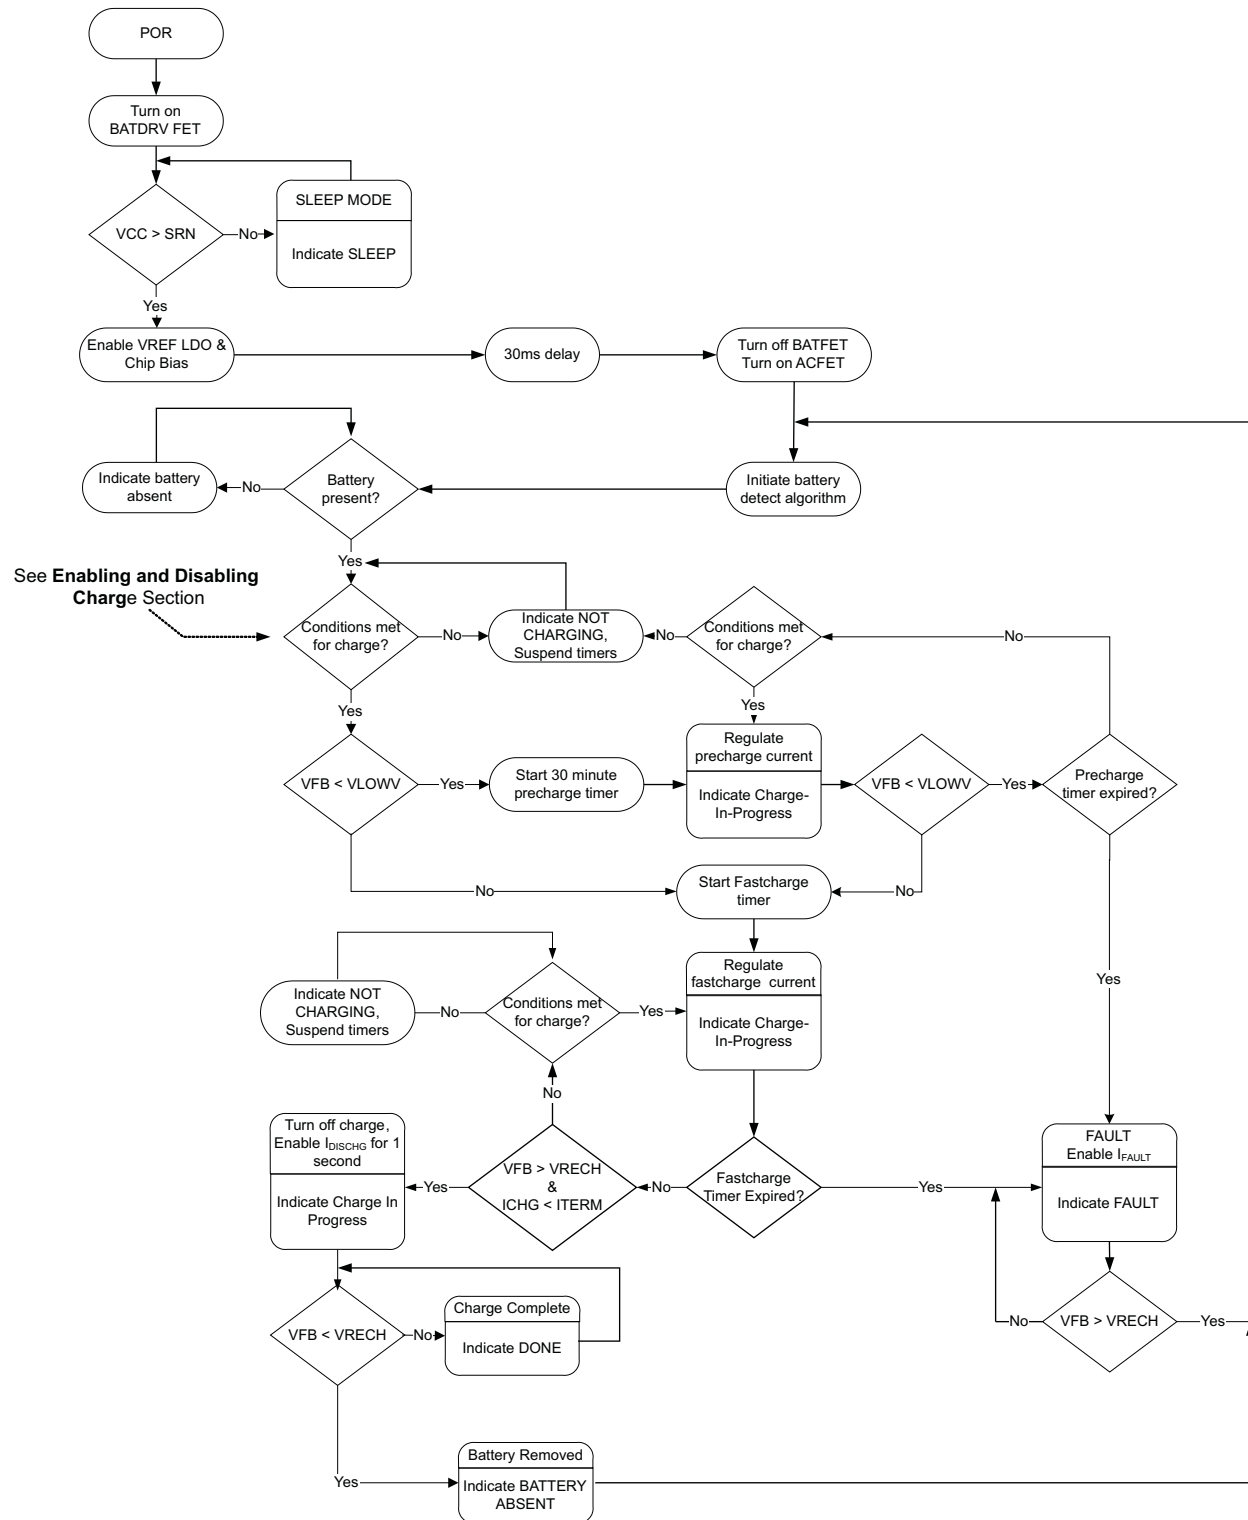 POR
Turn on
BATDRV FET
SLEEP MODE
VCC > SRN
No
Indicate SLEEP
Yes
Enable VREF LDO &
Chip Bias
30ms delay
Turn off BATFET
Turn on ACFET
Indicate battery
absent
No
Battery
present?
Initiate battery
detect algorithm
Yes
See Enabling and Disabling
Charge Section
Conditions met
for charge?
No
Indicate NOT
CHARGING,
Suspend timers
No
Conditions met
for charge?
No
Yes
Yes
VFB < VLOWV
Yes
Start 30 minute
precharge timer
Regulate
precharge current
Indicate Charge-
In-Progress
VFB < VLOWV
Yes
Precharge
timer expired?
No
Start Fastcharge
timer
No
Yes
Indicate NOT
CHARGING,
Suspend timers
No
Conditions met
for charge?
Yes
Regulate
fastcharge current
Indicate Charge-
In-Progress
No
Turn off charge,
Enable IDISCHG for 1
second
Indicate Charge In
Progress
Yes
VFB > VRECH
&
ICHG < ITERM
No
Fastcharge
Timer Expired?
Yes
FAULT
Enable IFAULT
Indicate FAULT
VFB < VRECH
No
Charge Complete
Indicate DONE
No
VFB > VRECH
Yes
Yes
Battery Removed
Indicate BATTERY
ABSENT